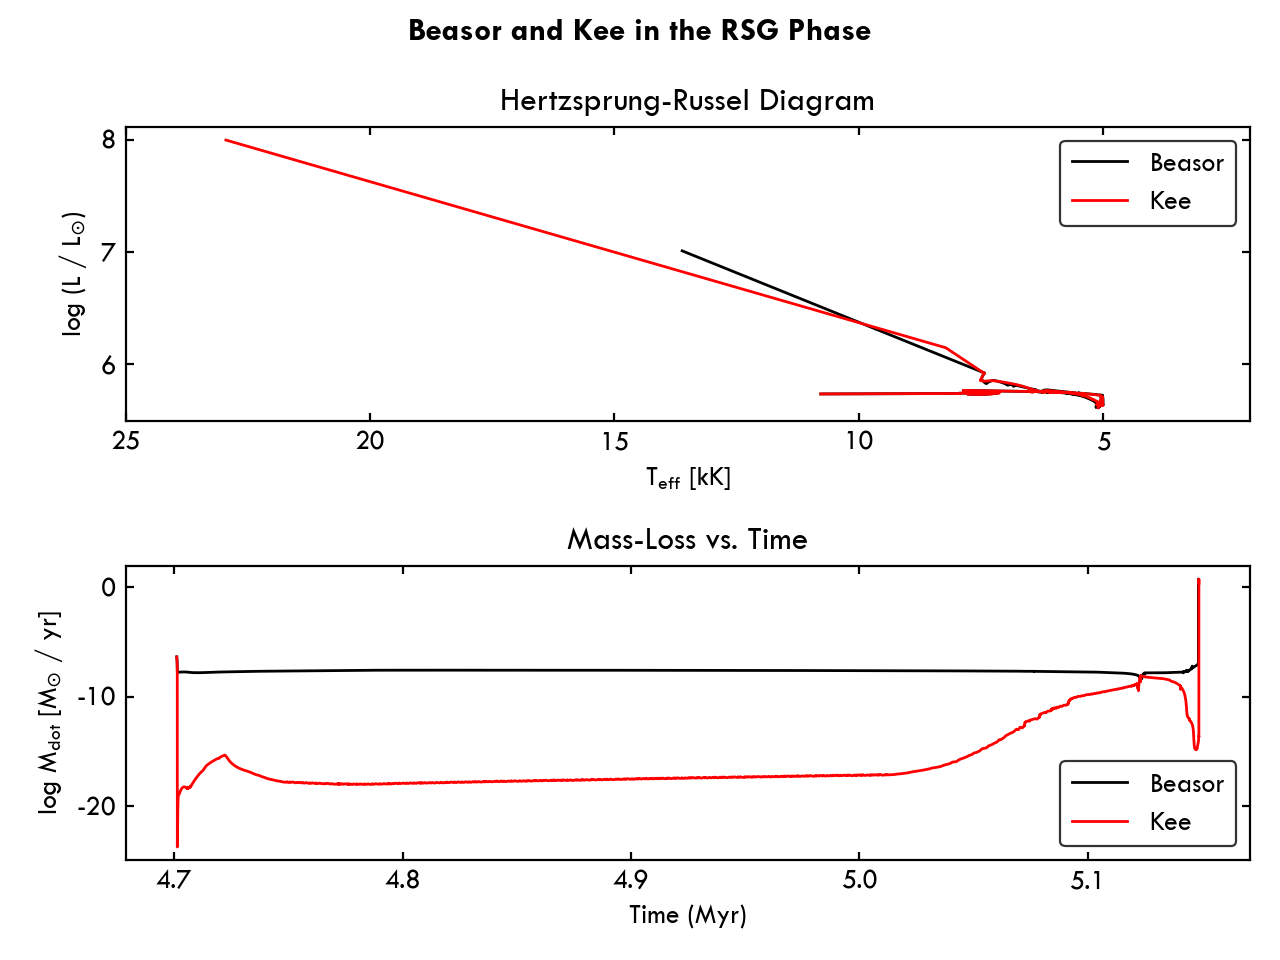 Beasor and Kee in the RSG Phase
Hertzsprung-Russel Diagram
8
7
6
log (L / L⊙)
Beasor
Kee
25 20 15 10 5
T_eff [kK]
Mass-Loss vs. Time
0
-10
-20
log M_dot [M⊙ / yr]
Beasor
Kee
4.7 4.8 4.9 5.0 5.1
Time (Myr)